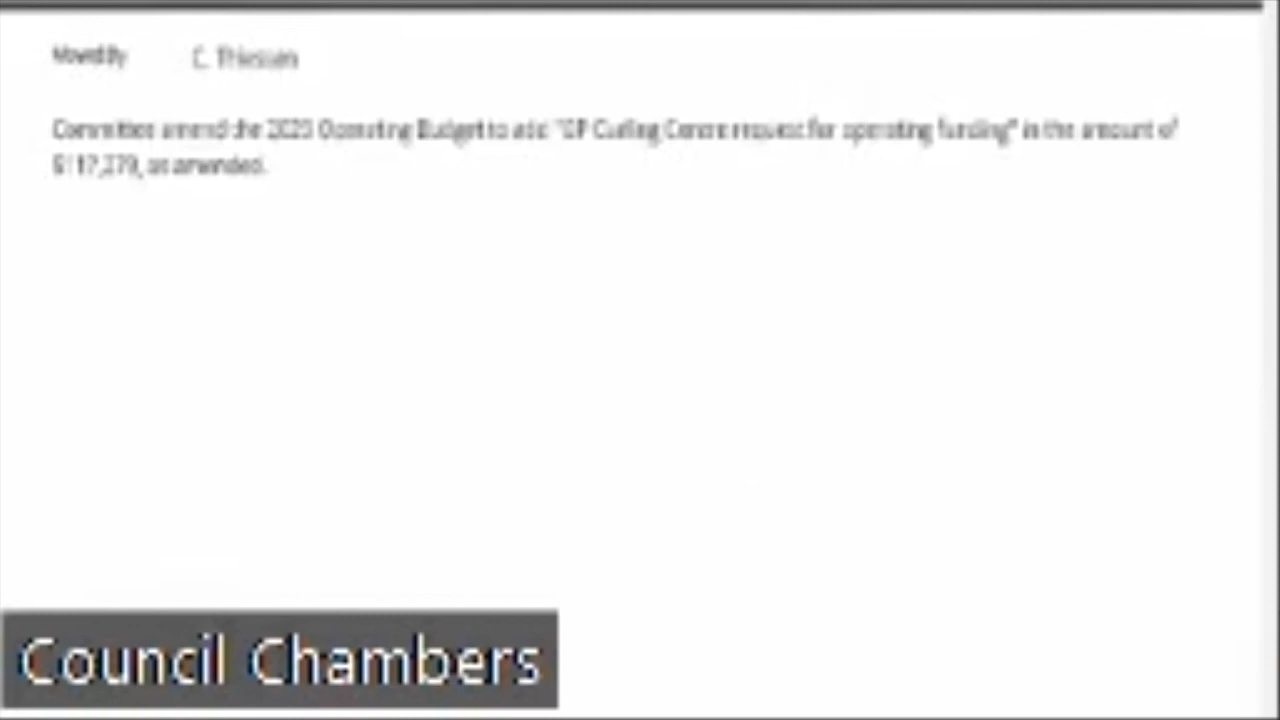 Moved By C. Thiessen
Committee amend the Operating Budget to add "GP Curling Centre request for operating funding" in the amount of
as amended.
Council Chambers